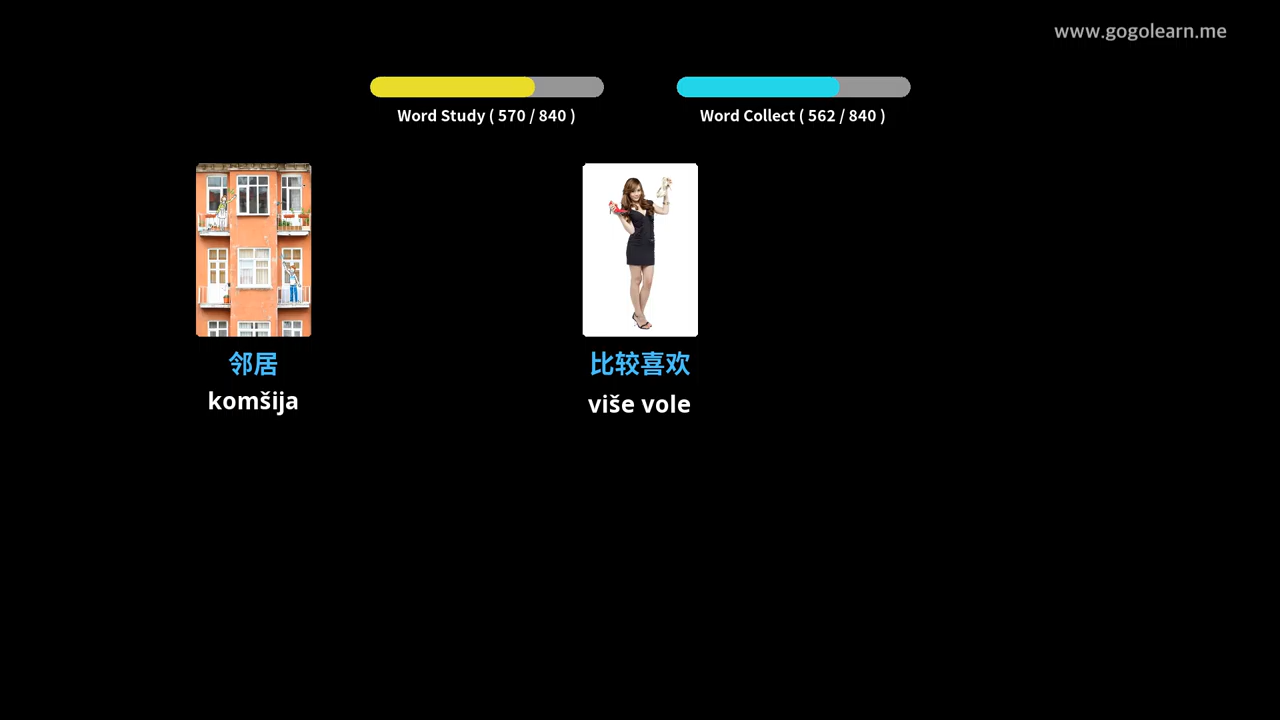 www.gogolearn.me
Word Study ( 570 / 840 )
Word Collect ( 562 / 840 )
邻居
komšija
比较喜欢
više vole